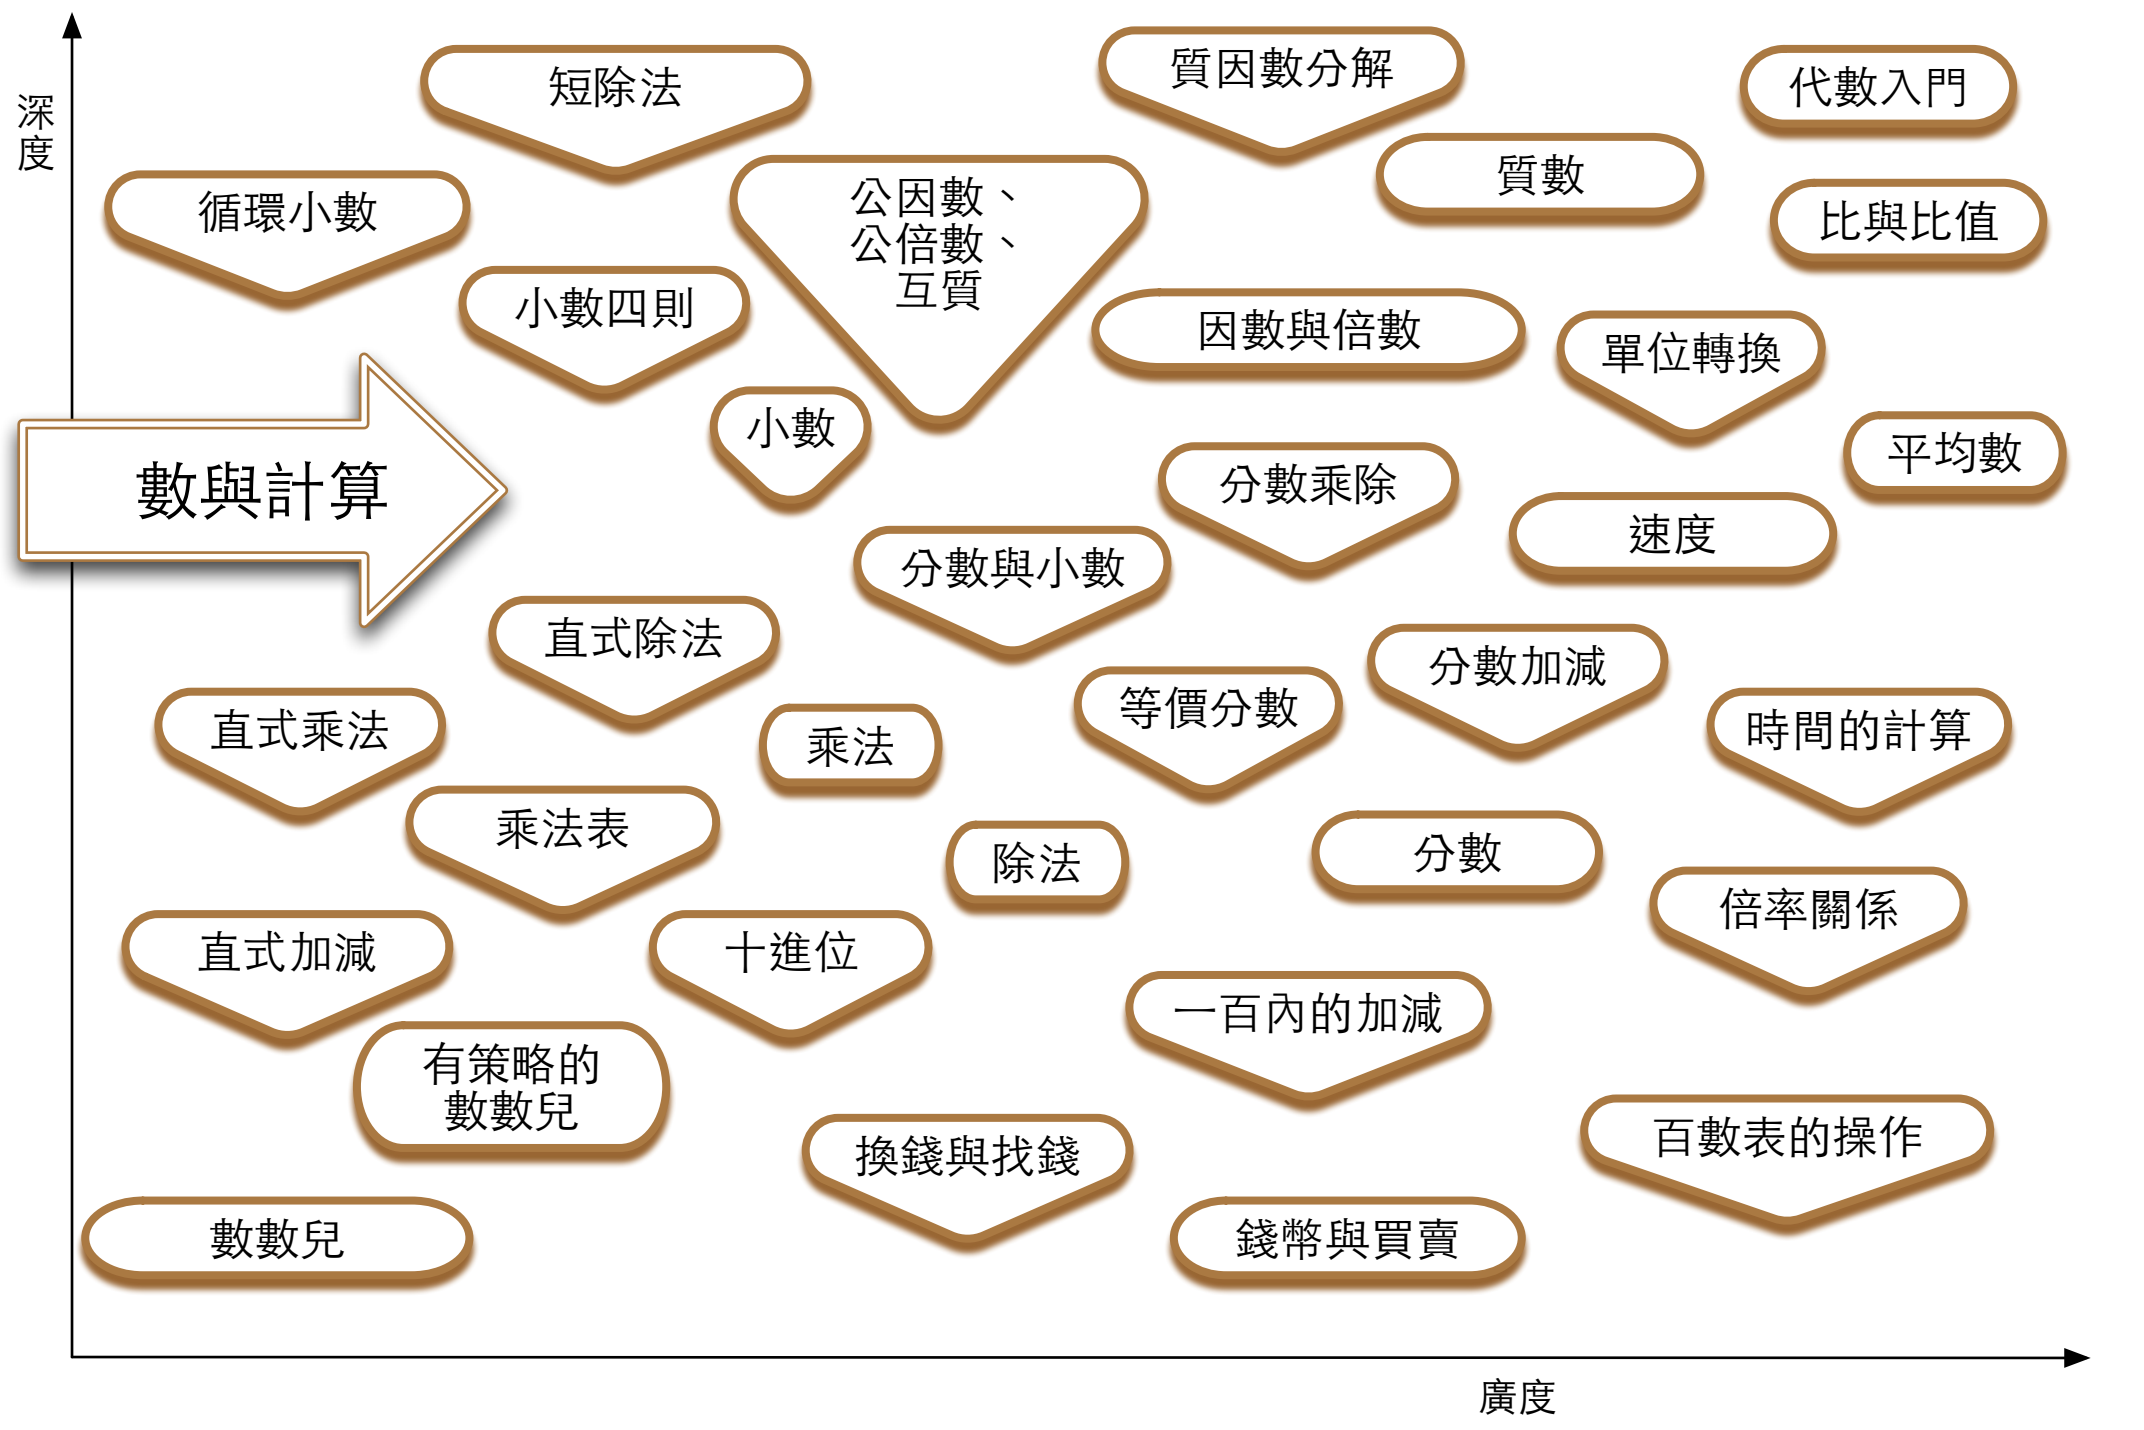 深度
短除法
質因數分解
代數入門
質數
循環小數
公因數、
公倍數、
互質
比與比值
小數四則
因數與倍數
單位轉換
小數
平均數
數與計算
分數乘除
速度
分數與小數
直式除法
分數加減
等價分數
直式乘法
乘法
時間的計算
乘法表
除法
分數
倍率關係
直式加減
十進位
一百內的加減
有策略的
數數兒
換錢與找錢
百數表的操作
數數兒
錢幣與買賣
廣度